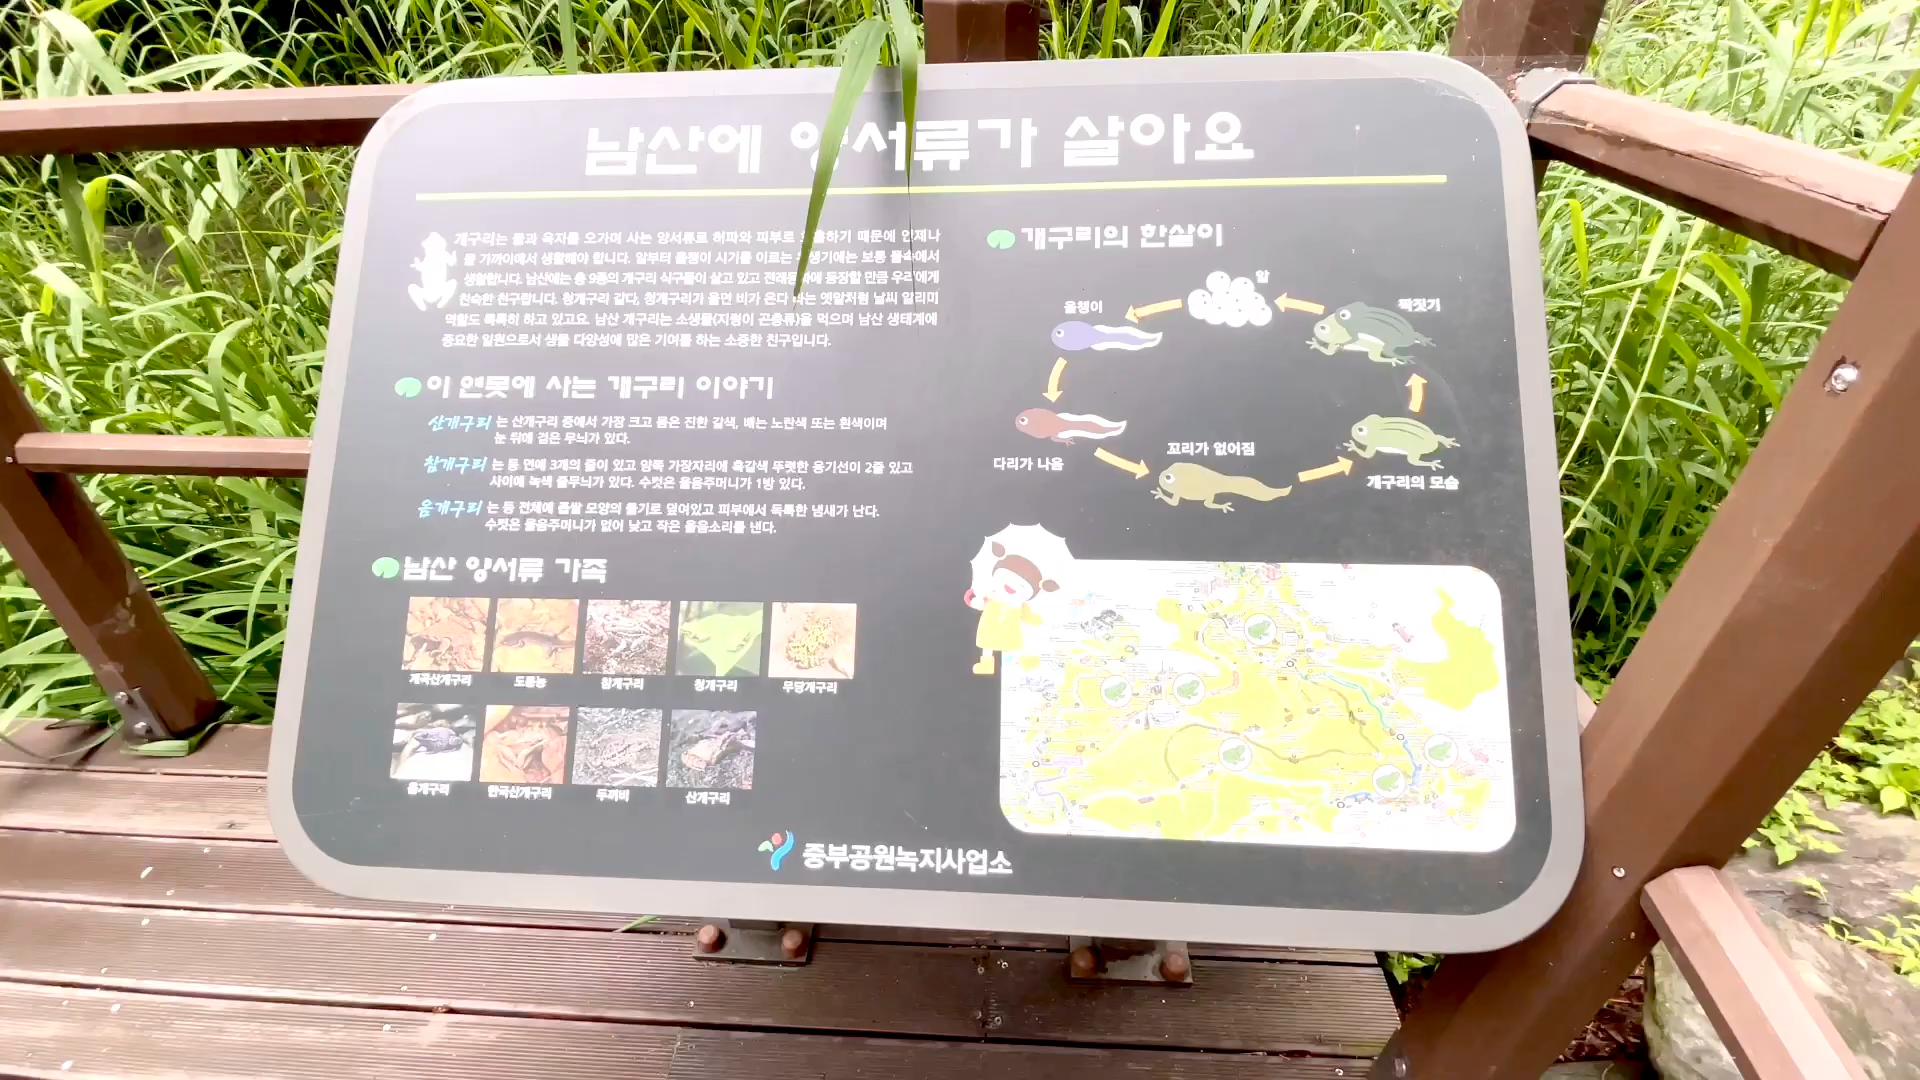 남산에 양서류가 살아요
개구리는 물과 육지를 오가며 사는 양서류로 허파와 피부로 호흡하기 때문에 언제나
물 가까이에서 생활해야 합니다. 알부터 올챙이 시기를 이르는 생기에는 보통 물속에서
생활합니다. 남산에는 총 9종의 개구리 식구들이 살고 있고 전래동화에 등장할 만큼 우리에게
친숙한 친구랍니다. 청개구리 같다, 청개구리가 울면 비가 온다 라는 옛말처럼 날씨 알리미
역할도 톡톡히 하고 있고요. 남산 개구리는 소생물(지렁이 곤충류)을 먹으며 남산 생태계에
중요한 일원으로서 생물 다양성에 많은 기여를 하는 소중한 친구입니다.
이 연못에 사는 개구리 이야기
산개구리 는 산개구리 중에서 가장 크고 몸은 진한 갈색, 배는 노란색 또는 흰색이며
눈 뒤에 검은 무늬가 있다.
참개구리 는 등 면에 3개의 줄이 있고 양쪽 가장자리에 흑갈색 뚜렷한 융기선이 2줄 있고
사이에 녹색 줄무늬가 있다. 수컷은 울음주머니가 1쌍 있다.
옴개구리 는 등 전체에 좁쌀 모양의 돌기로 덮여있고 피부에서 독특한 냄새가 난다.
수컷은 울음주머니가 없어 낮고 작은 울음소리를 낸다.
남산 양서류 가족
계곡산개구리 도롱뇽 참개구리 청개구리 무당개구리
옴개구리 한국산개구리 두꺼비 산개구리
개구리의 한살이
알
짝짓기
올챙이
다리가 나옴
꼬리가 없어짐
개구리의 모습
중부공원녹지사업소